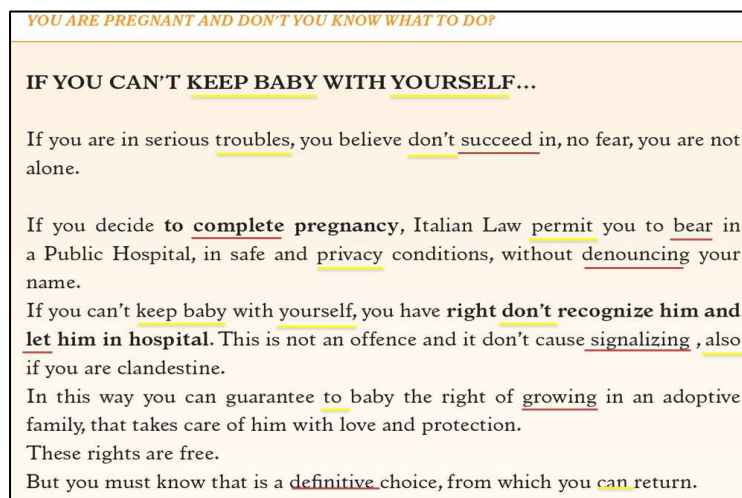 YOU ARE PREGNANT AND DON'T YOU KNOW WHAT TO DO?
IF YOU CAN'T KEEP BABY WITH YOURSELF…
If you are in serious troubles, you believe don't succeed in, no fear, you are not
alone.
If you decide to complete pregnancy, Italian Law permit you to bear in
a Public Hospital, in safe and privacy conditions, without denouncing your
name.
If you can't keep baby with yourself, you have right don't recognize him and
let him in hospital. This is not an offence and it don't cause signalizing , also
if you are clandestine.
In this way you can guarantee to baby the right of growing in an adoptive
family, that takes care of him with love and protection.
These rights are free.
But you must know that is a definitive choice, from which you can return.